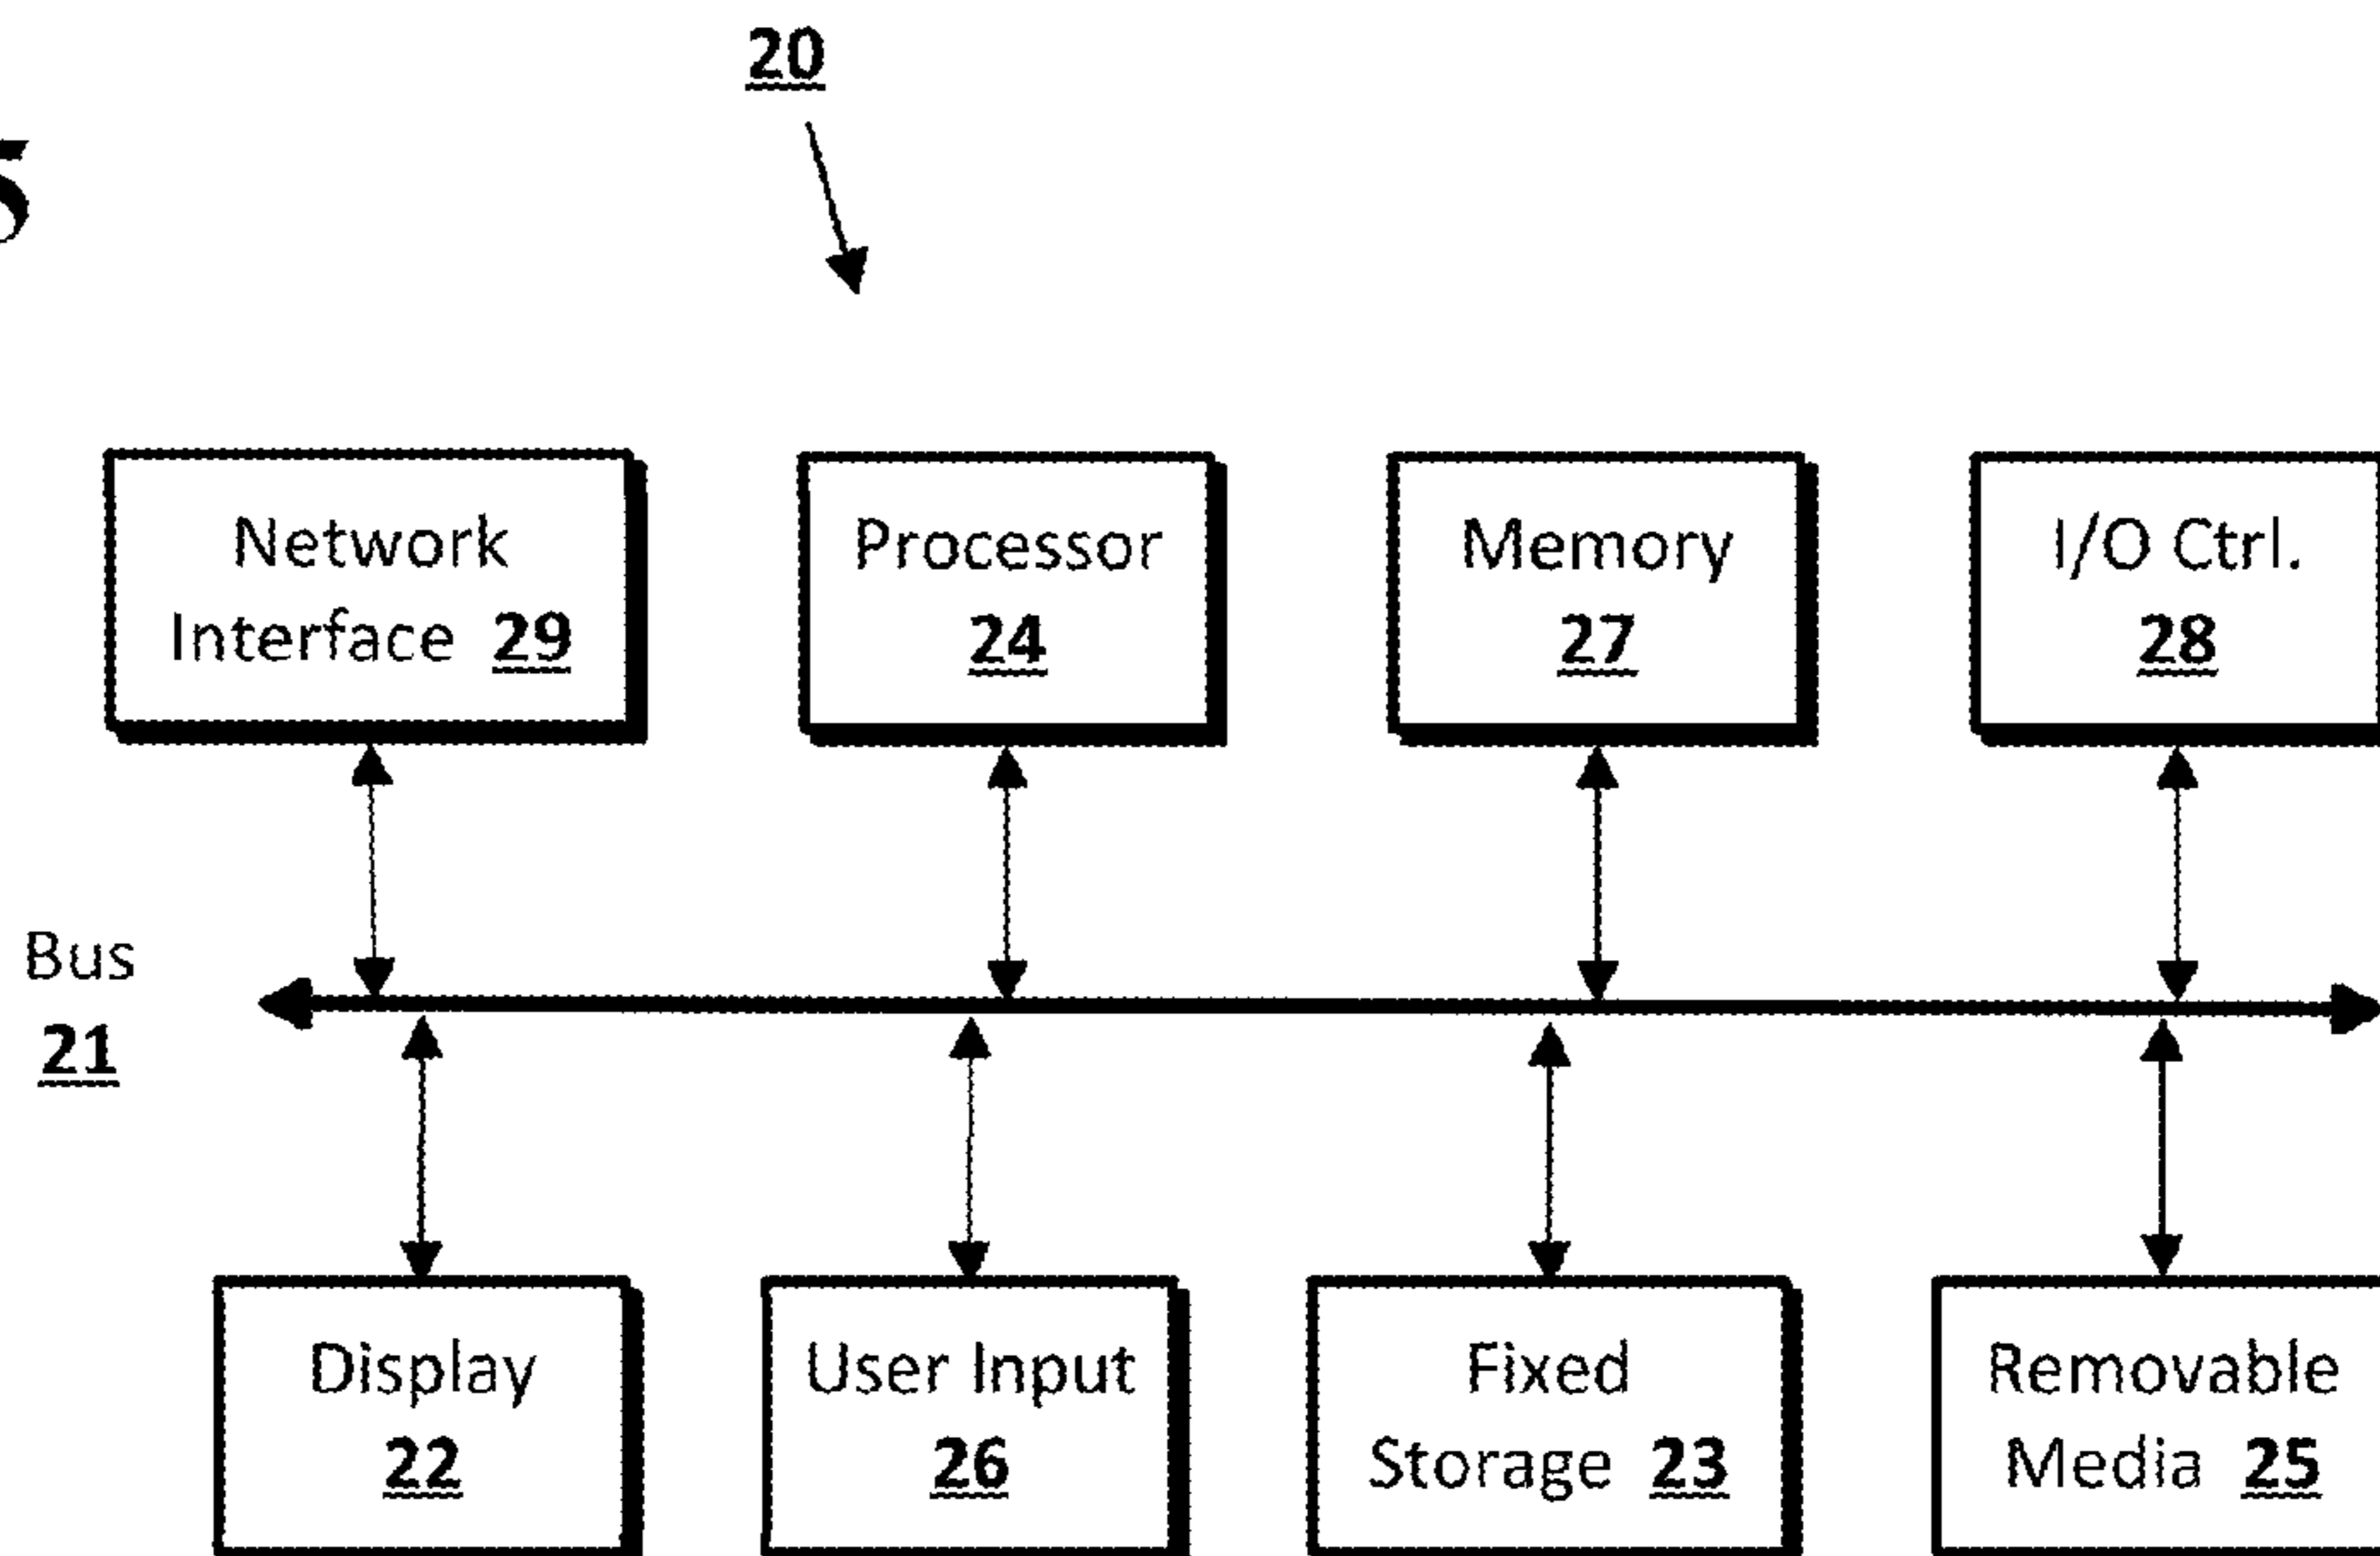 20
5
Network
Interface 29
Processor
24
Memory
27
I/O Ctrl.
28
Bus
21
Display
22
User Input
26
Fixed
Storage 23
Removable
Media 25